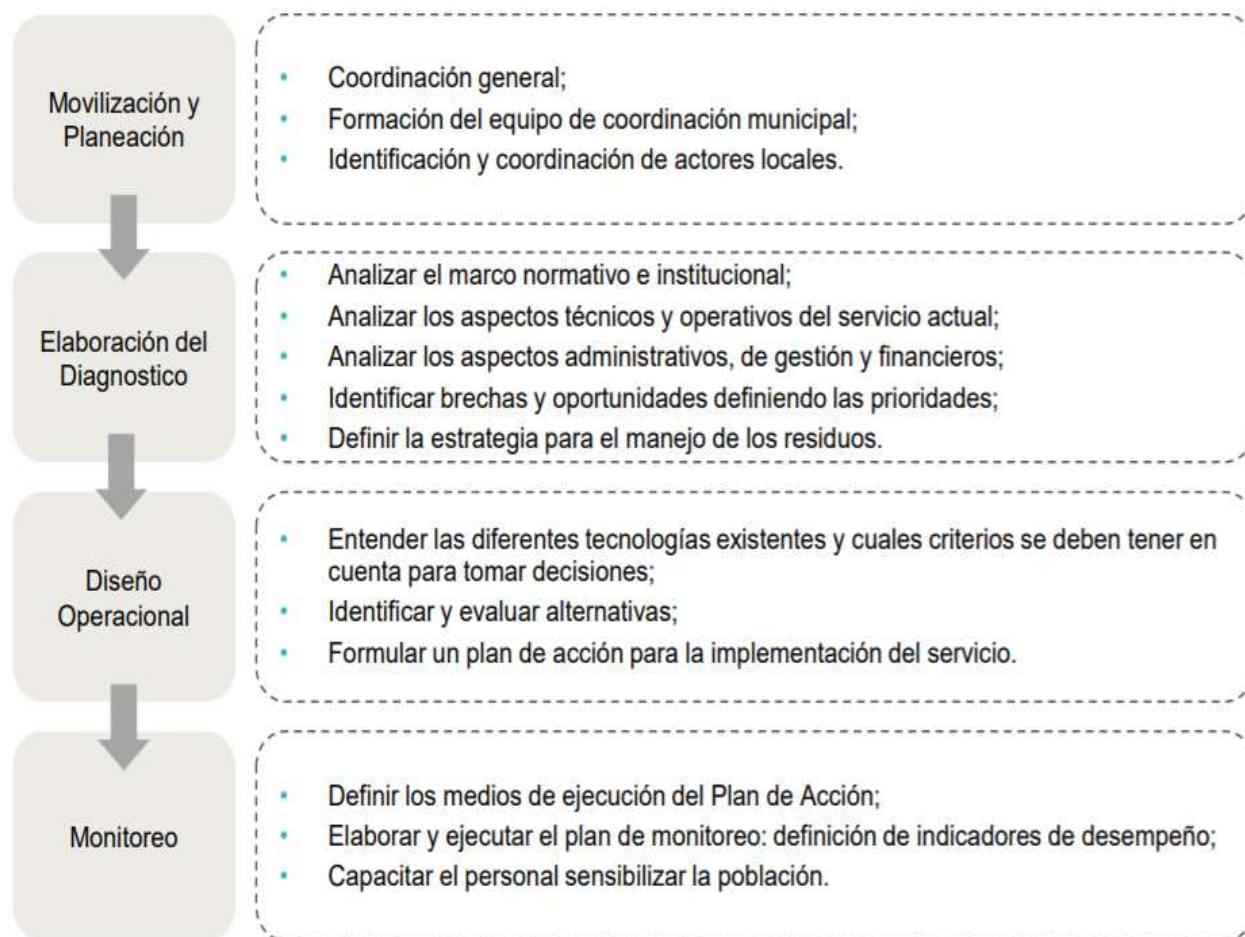 Movilización y
Planeación
• Coordinación general;
• Formación del equipo de coordinación municipal;
• Identificación y coordinación de actores locales.
Elaboración del
Diagnostico
• Analizar el marco normativo e institucional;
• Analizar los aspectos técnicos y operativos del servicio actual;
• Analizar los aspectos administrativos, de gestión y financieros;
• Identificar brechas y oportunidades definiendo las prioridades;
• Definir la estrategia para el manejo de los residuos.
Diseño
Operacional
• Entender las diferentes tecnologías existentes y cuales criterios se deben tener en
cuenta para tomar decisiones;
• Identificar y evaluar alternativas;
• Formular un plan de acción para la implementación del servicio.
Monitoreo
• Definir los medios de ejecución del Plan de Acción;
• Elaborar y ejecutar el plan de monitoreo: definición de indicadores de desempeño;
• Capacitar el personal sensibilizar la población.